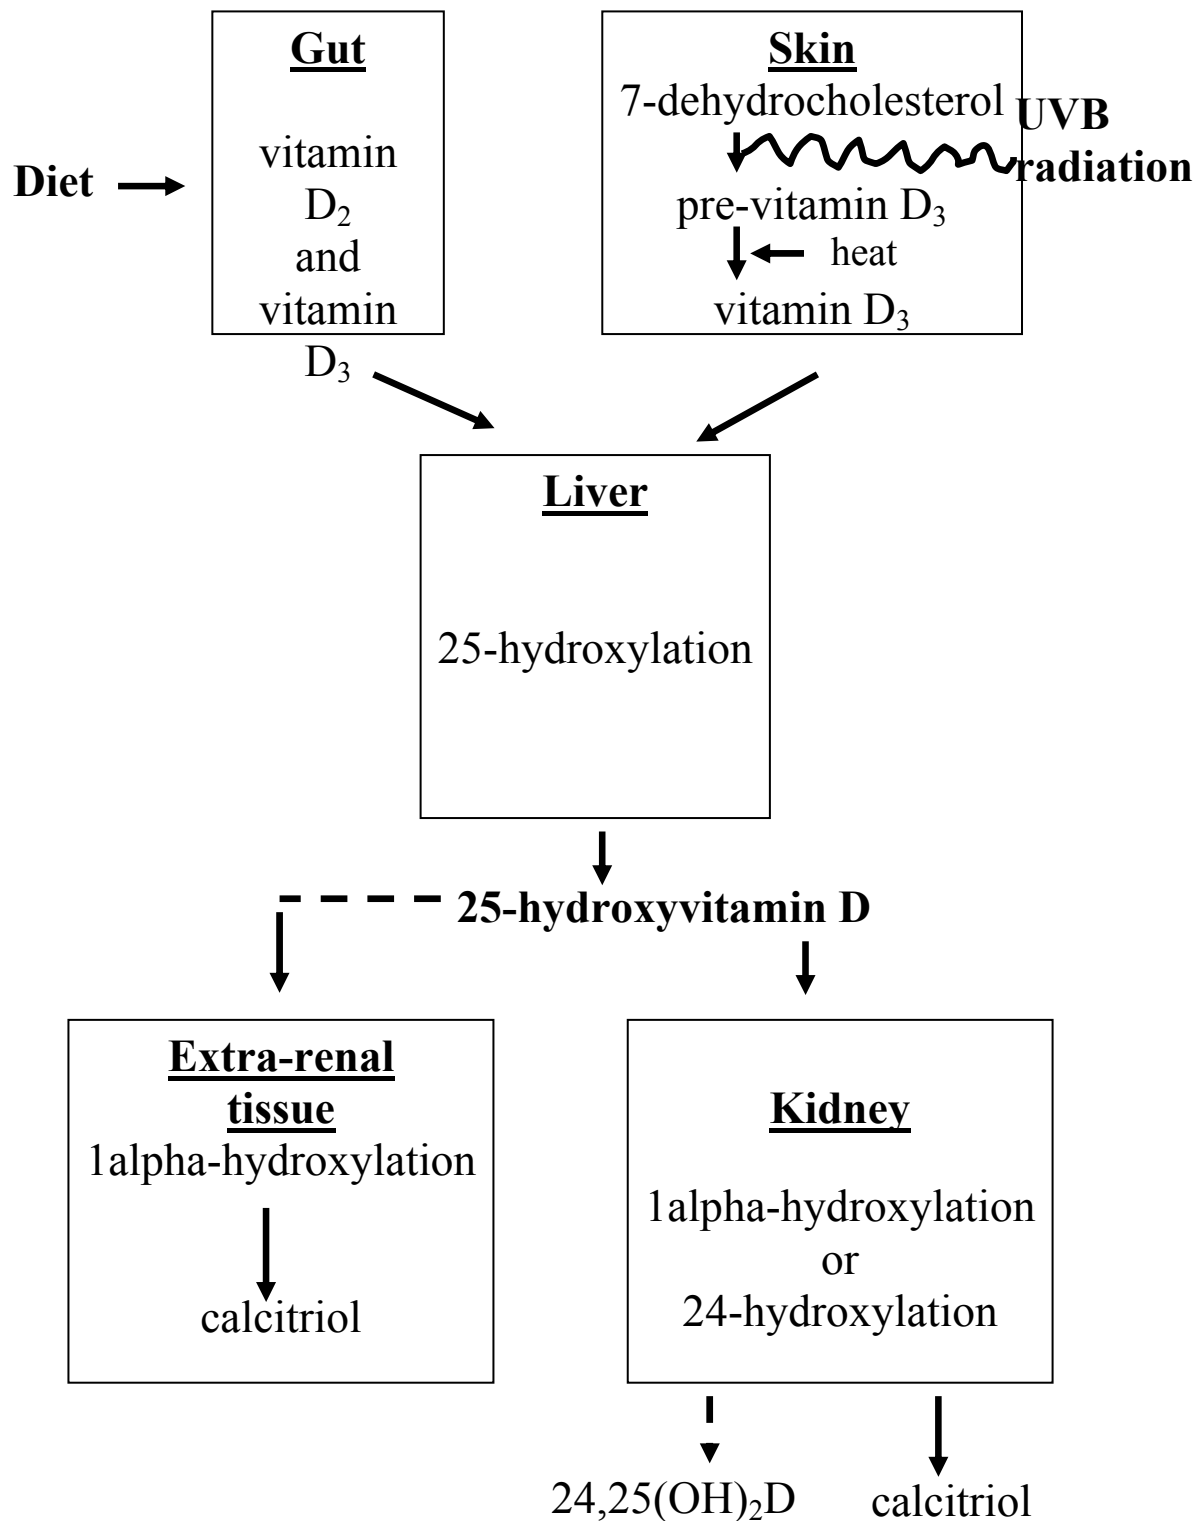 Gut
vitamin
D₂
and
vitamin
D₃
Diet
Skin
7-dehydrocholesterol
UVB
radiation
pre-vitamin D₃
heat
vitamin D₃
Liver
25-hydroxylation
25-hydroxyvitamin D
Extra-renal
tissue
1alpha-hydroxylation
calcitriol
Kidney
1alpha-hydroxylation
or
24-hydroxylation
24,25(OH)₂D
calcitriol